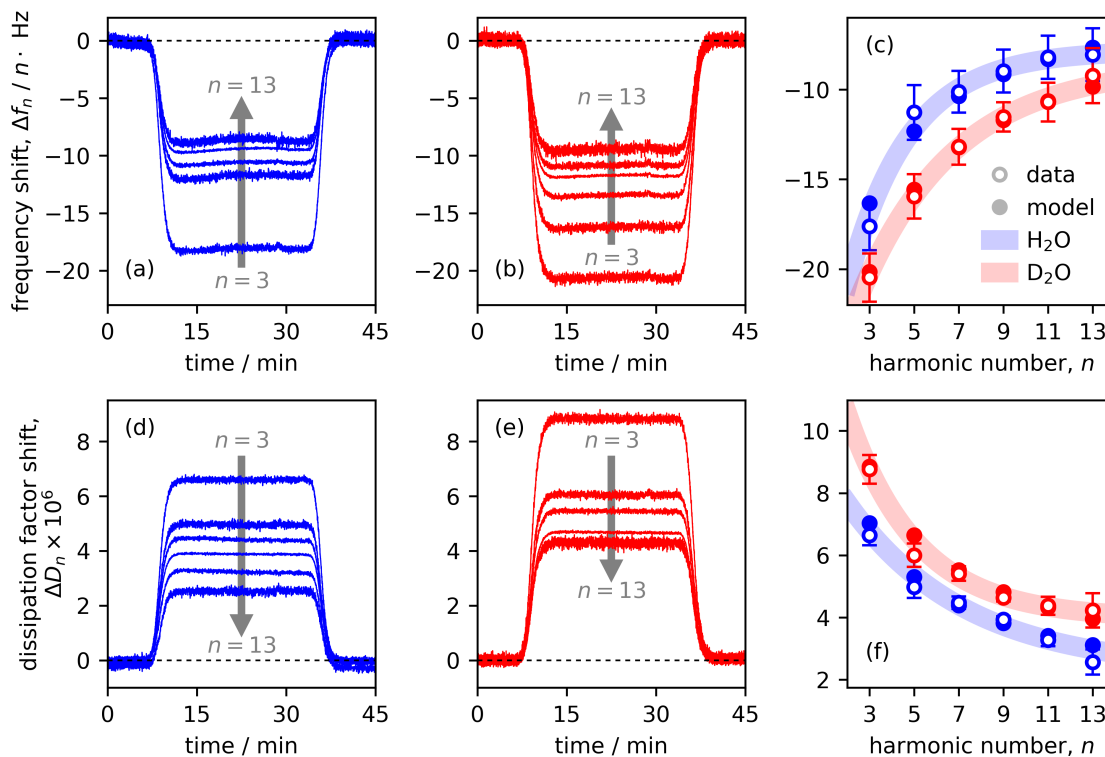 frequency shift, Δfₙ / n · Hz
0
−5
−10
−15
−20
n = 13
(a)
n = 3
0 15 30 45
time / min
0
−5
−10
−15
−20
n = 13
(b)
n = 3
0 15 30 45
time / min
(c)
−10
−15
−20
data
model
H₂O
D₂O
3 5 7 9 11 13
harmonic number, n
dissipation factor shift,
ΔDₙ × 10⁶
(d)
n = 3
8
6
4
2
0
n = 13
0 15 30 45
time / min
(e)
n = 3
8
6
4
2
0
n = 13
0 15 30 45
time / min
10
8
6
4
2
(f)
3 5 7 9 11 13
harmonic number, n